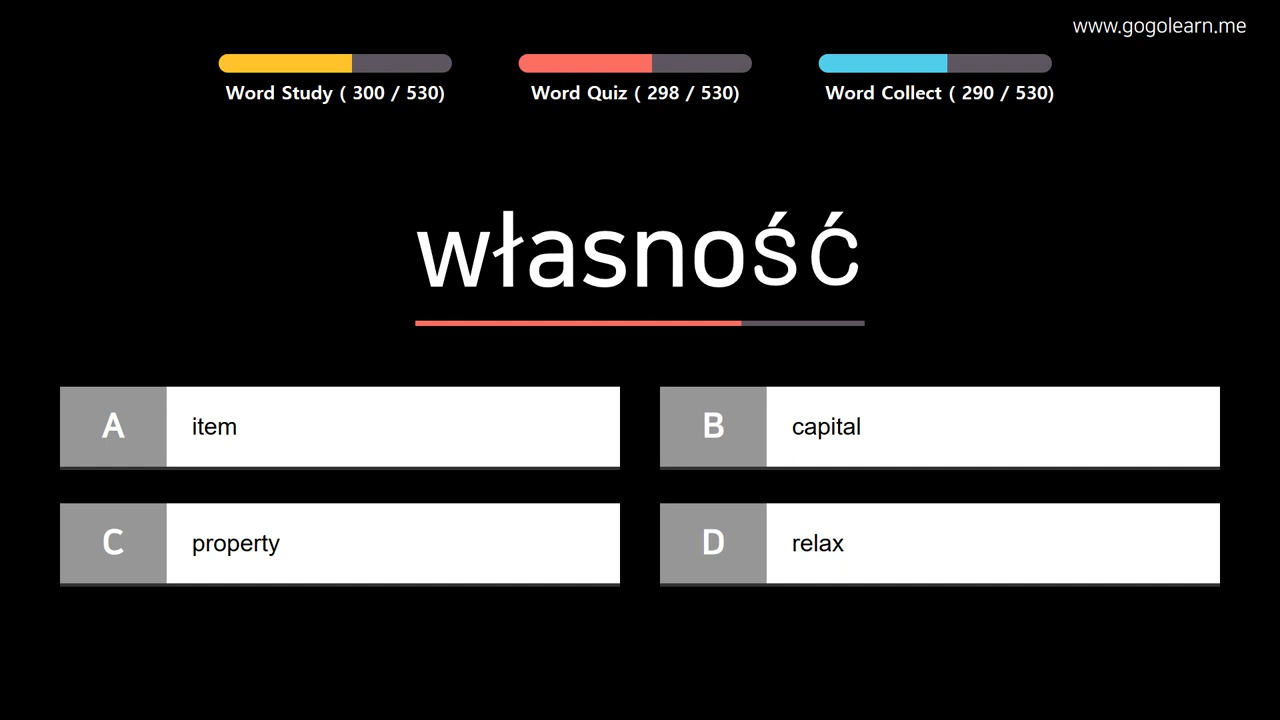 www.gogolearn.me
Word Study ( 300 / 530)
Word Quiz ( 298 / 530)
Word Collect ( 290 / 530)
własność
A item
B capital
C property
D relax